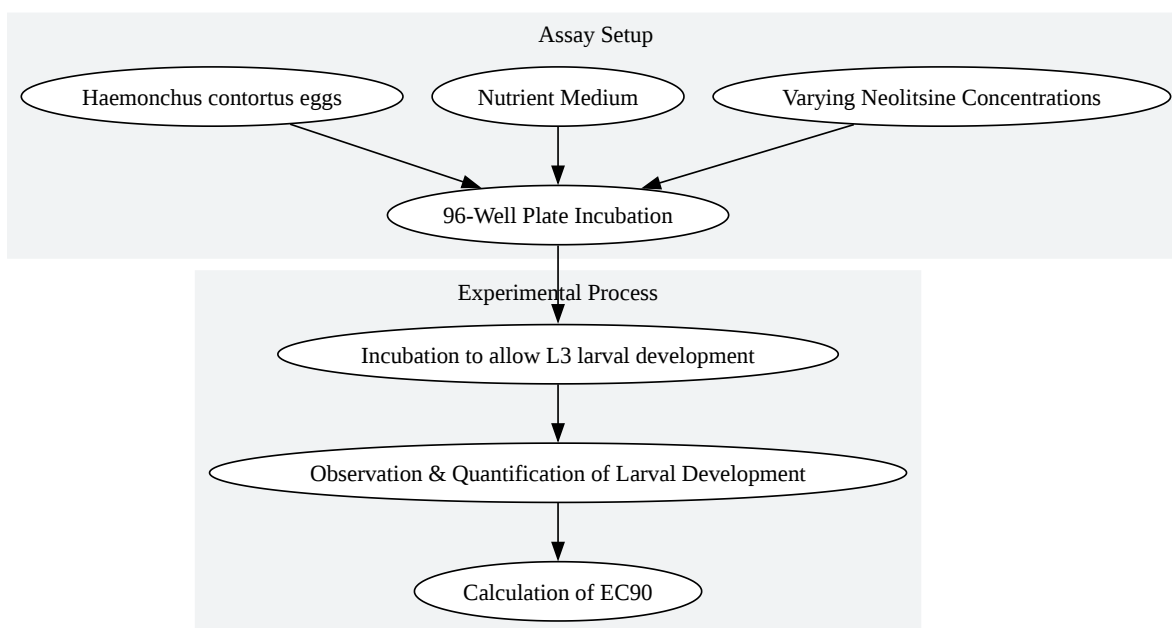 Assay Setup
Haemonchus contortus eggs
Nutrient Medium
Varying Neolitsine Concentrations
96-Well Plate Incubation
Experimental Process
Incubation to allow L3 larval development
Observation & Quantification of Larval Development
Calculation of EC90